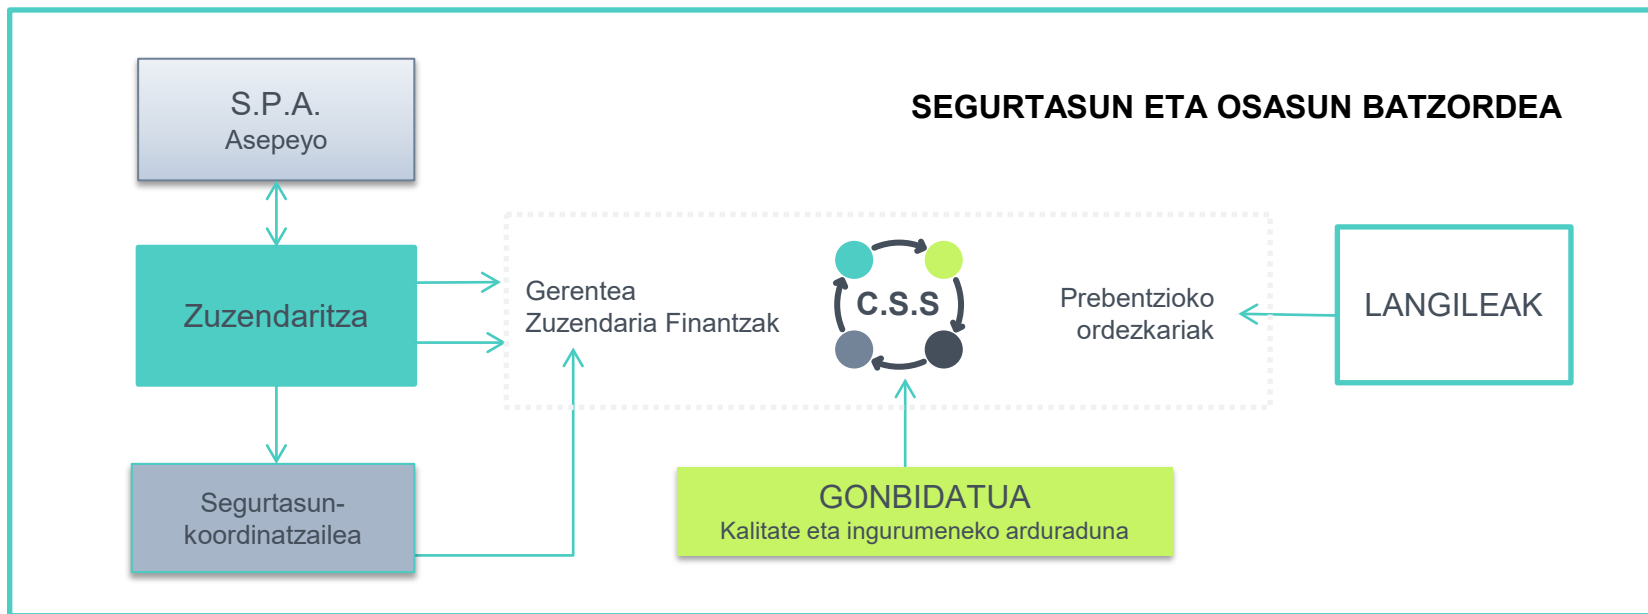 S.P.A.
Asepeyo
SEGURTASUN ETA OSASUN BATZORDEA
Zuzendaritza
Gerentea
Zuzendaria Finantzak
C.S.S
Prebentzioko
ordezkariak
LANGILEAK
Segurtasun-
koordinatzailea
GONBIDATUA
Kalitate eta ingurumeneko arduraduna